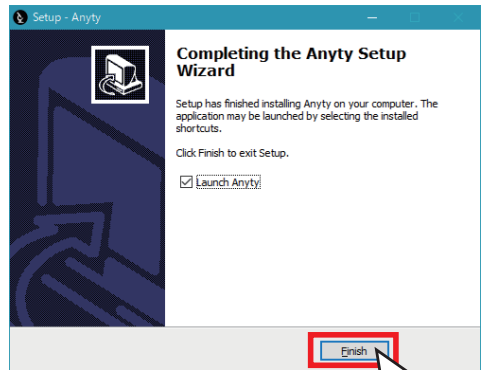 Setup - Anyty
Completing the Anyty Setup
Wizard
Setup has finished installing Anyty on your computer. The
application may be launched by selecting the installed
shortcuts.
Click Finish to exit Setup.
Launch Anyty
Finish